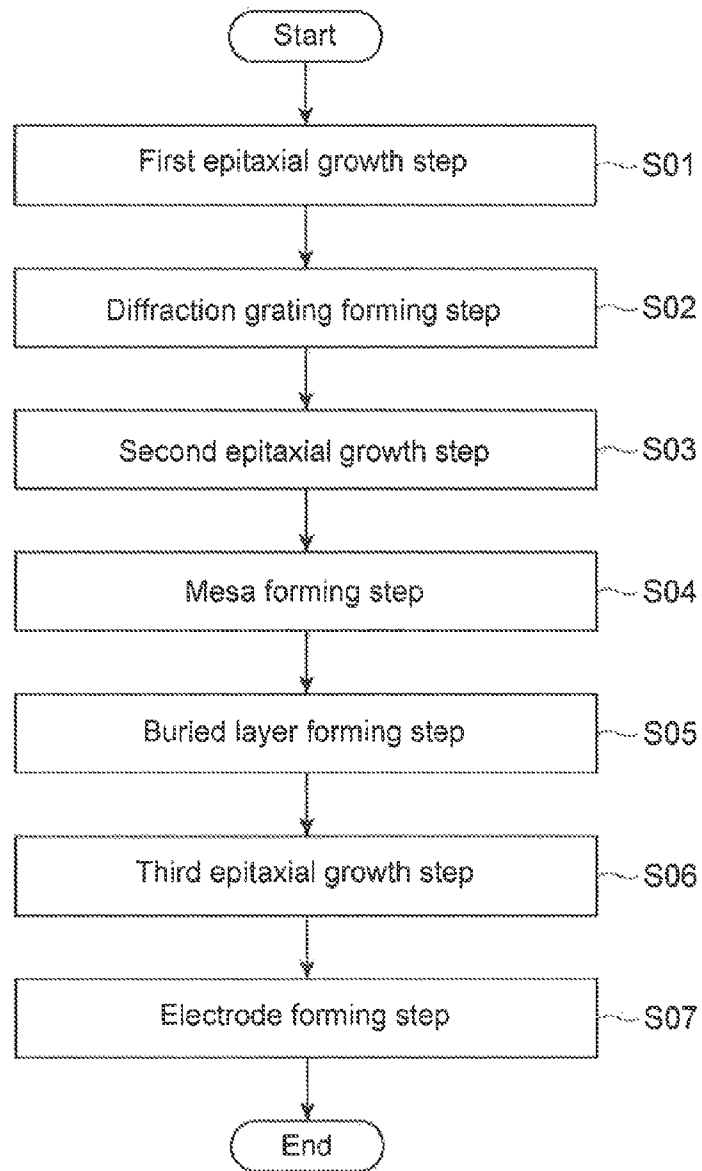 Start
First epitaxial growth step S01
Diffraction grating forming step S02
Second epitaxial growth step S03
Mesa forming step S04
Buried layer forming step S05
Third epitaxial growth step S06
Electrode forming step S07
End